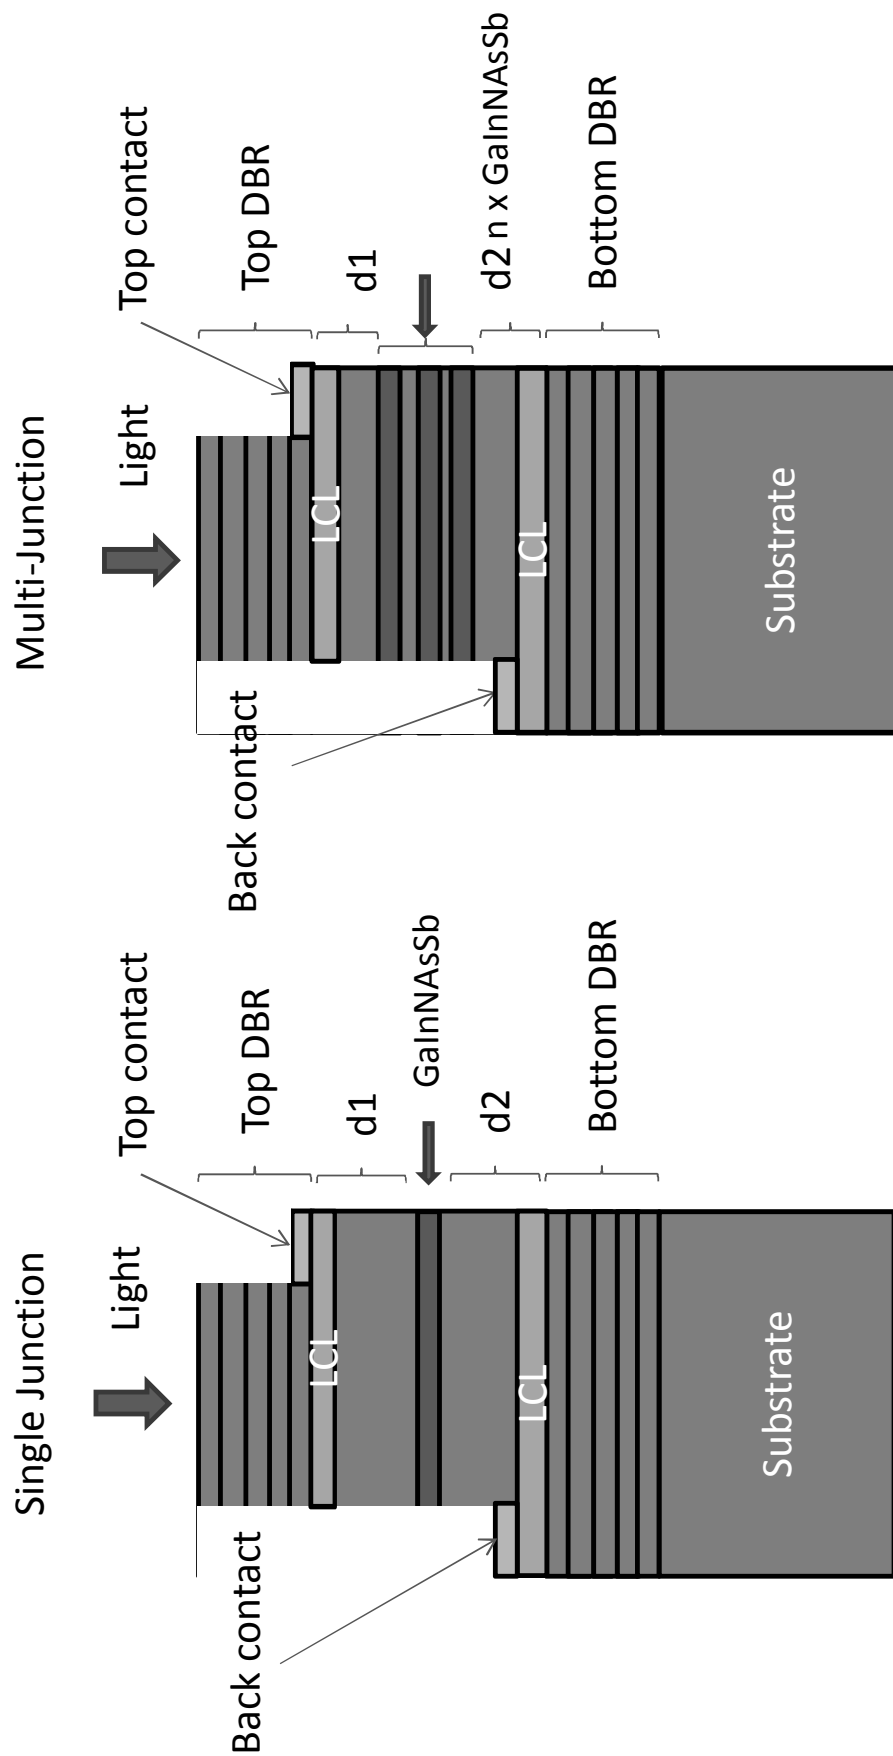 Single Junction
Light
Top contact
Top DBR
LCL
d1
GaInNAsSb
d2
LCL
Back contact
Bottom DBR
Substrate
Multi-Junction
Light
Top contact
Top DBR
LCL
d1
d2 n x GaInNAsSb
LCL
Back contact
Bottom DBR
Substrate